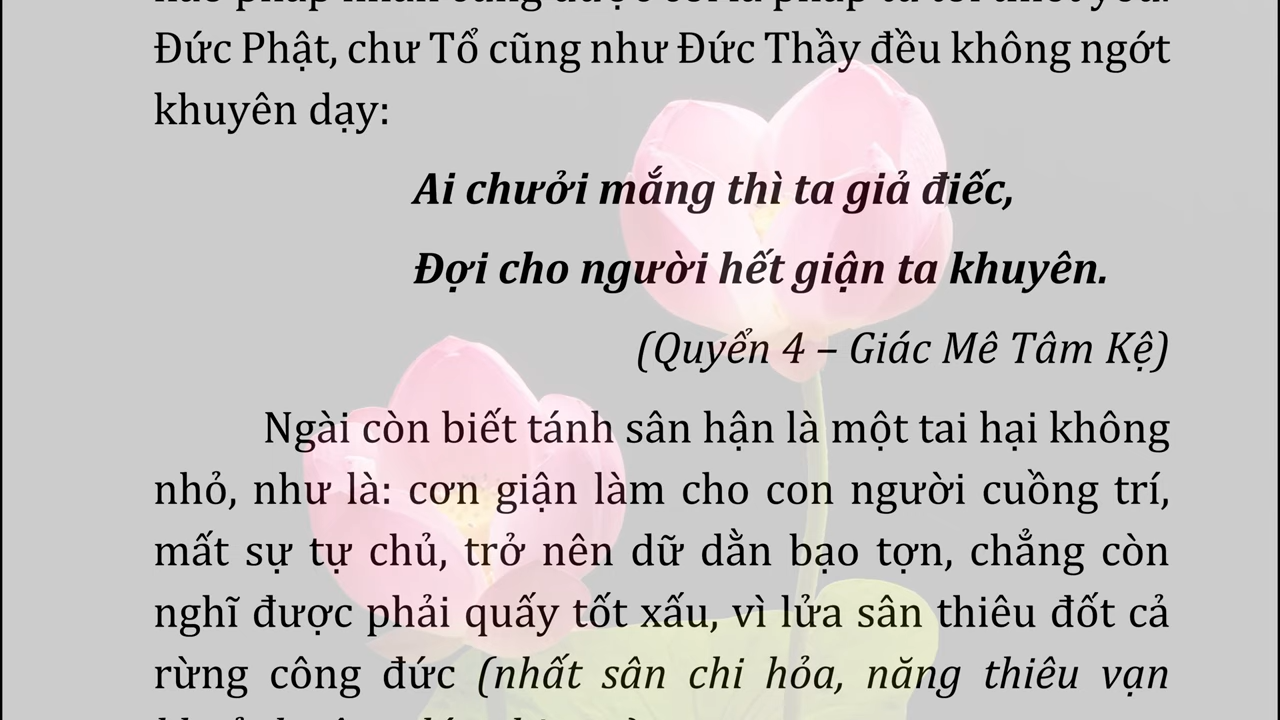 Đức Phật, chư Tổ cũng như Đức Thầy đều không ngớt
khuyên dạy:
Ai chưởi mắng thì ta giả điếc,
Đợi cho người hết giận ta khuyên.
(Quyển 4 – Giác Mê Tâm Kệ)
Ngài còn biết tánh sân hận là một tai hại không
nhỏ, như là: cơn giận làm cho con người cuồng trí,
mất sự tự chủ, trở nên dữ dằn bạo tợn, chẳng còn
nghĩ được phải quấy tốt xấu, vì lửa sân thiêu đốt cả
rừng công đức (nhất sân chi hỏa, năng thiêu vạn